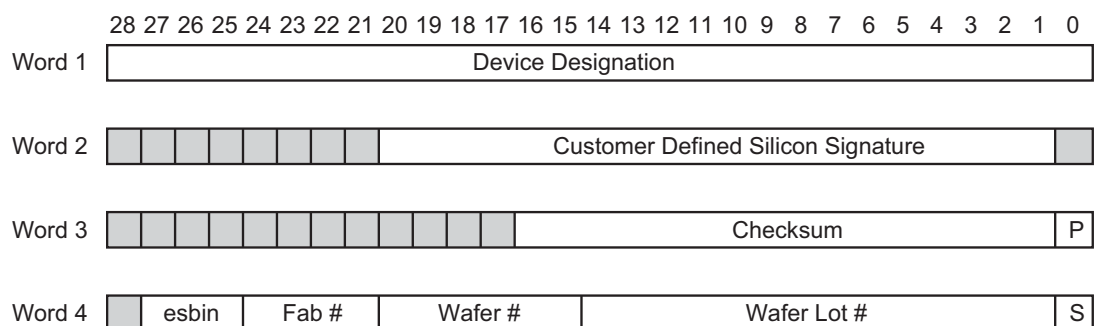 28 27 26 25 24 23 22 21 20 19 18 17 16 15 14 13 12 11 10 9 8 7 6 5 4 3 2 1 0
Word 1 Device Designation
Word 2 Customer Defined Silicon Signature
Word 3 Checksum P
Word 4 esbin Fab # Wafer # Wafer Lot # S